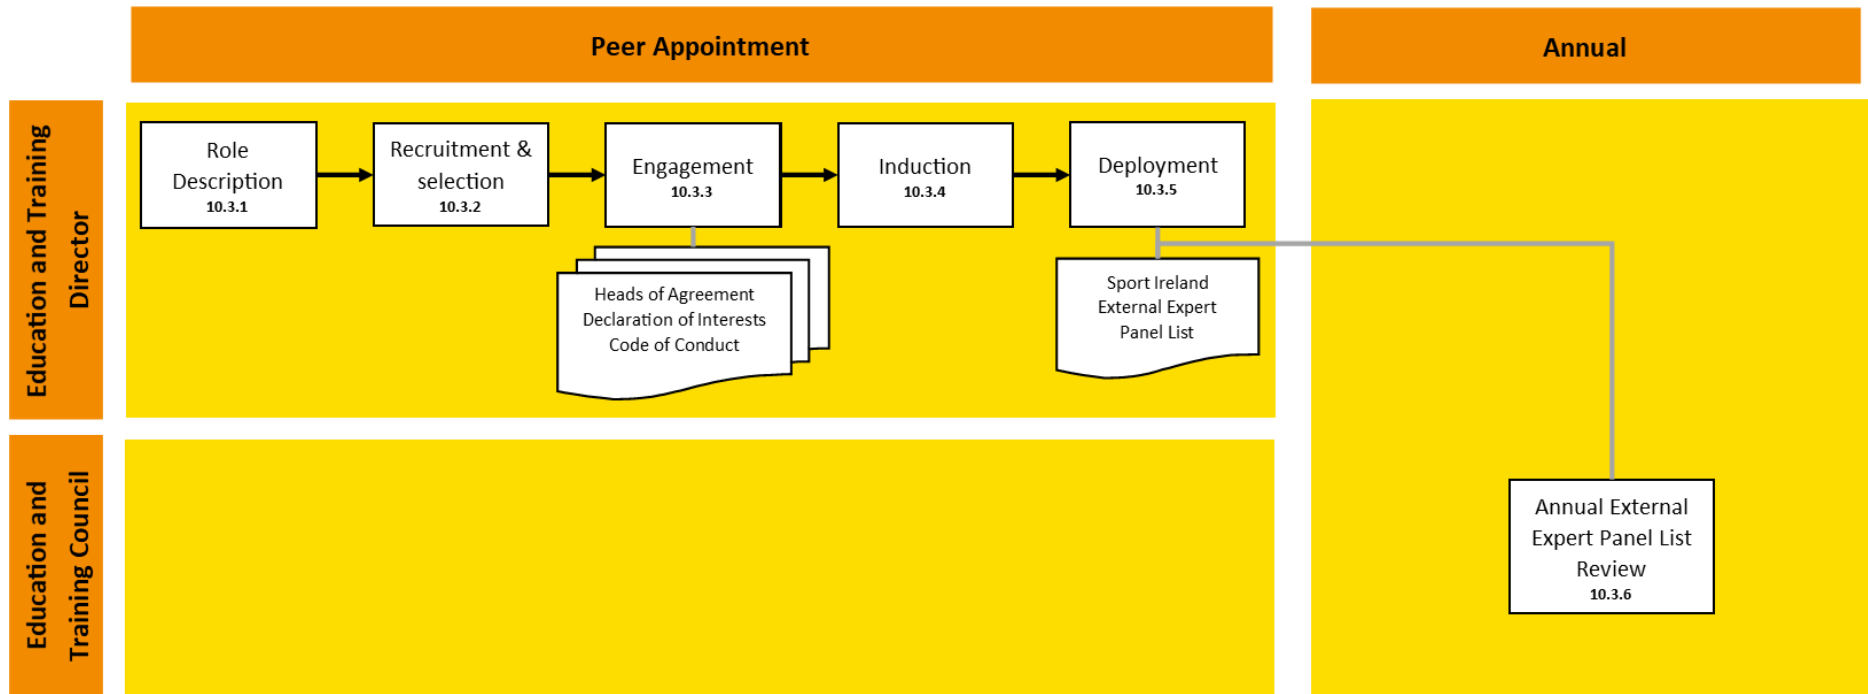 Peer Appointment
Annual
Education and Training
Director
Role
Description
10.3.1
Recruitment &
selection
10.3.2
Engagement
10.3.3
Induction
10.3.4
Deployment
10.3.5
Heads of Agreement
Declaration of Interests
Code of Conduct
Sport Ireland
External Expert
Panel List
Education and
Training Council
Annual External
Expert Panel List
Review
10.3.6